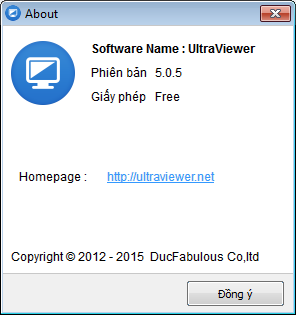 About
Software Name : UltraViewer
Phiên bản 5.0.5
Giấy phép Free
Homepage : http://ultraviewer.net
Copyright © 2012 - 2015 DucFabulous Co,ltd
Đồng ý